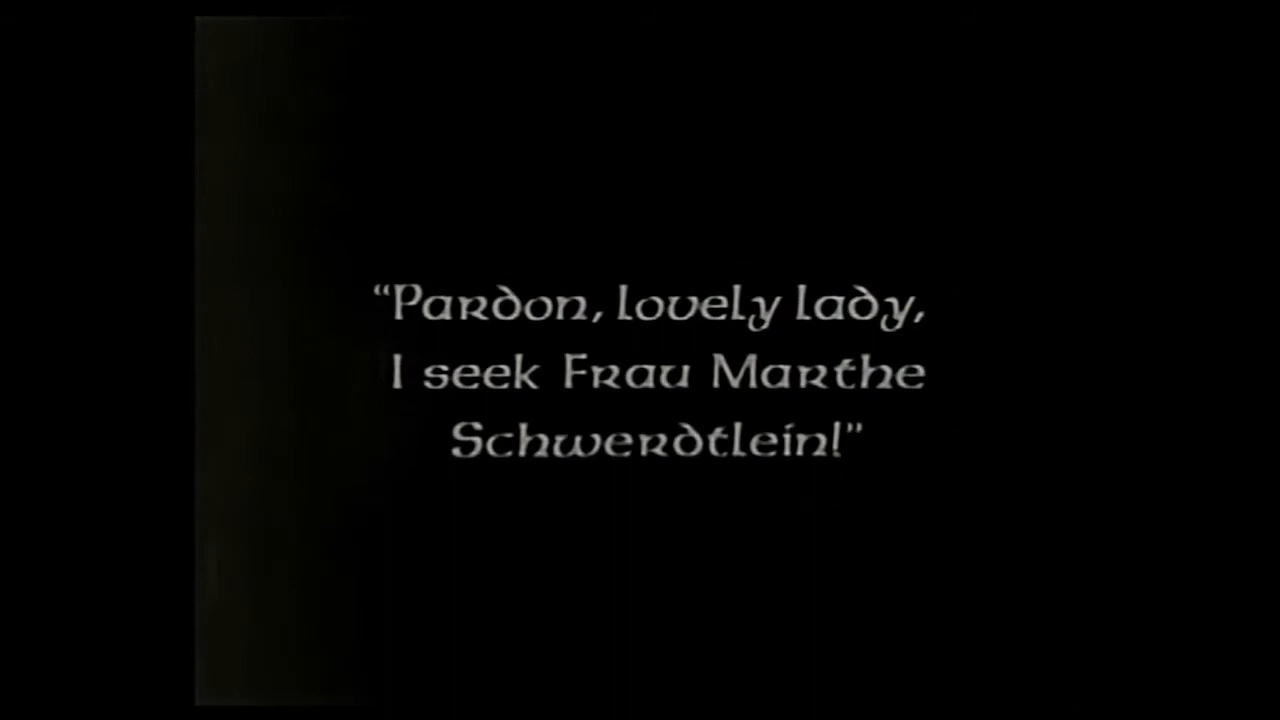 “Pardon, lovely lady,
I seek Frau Marthe
Schwerdtlein!”